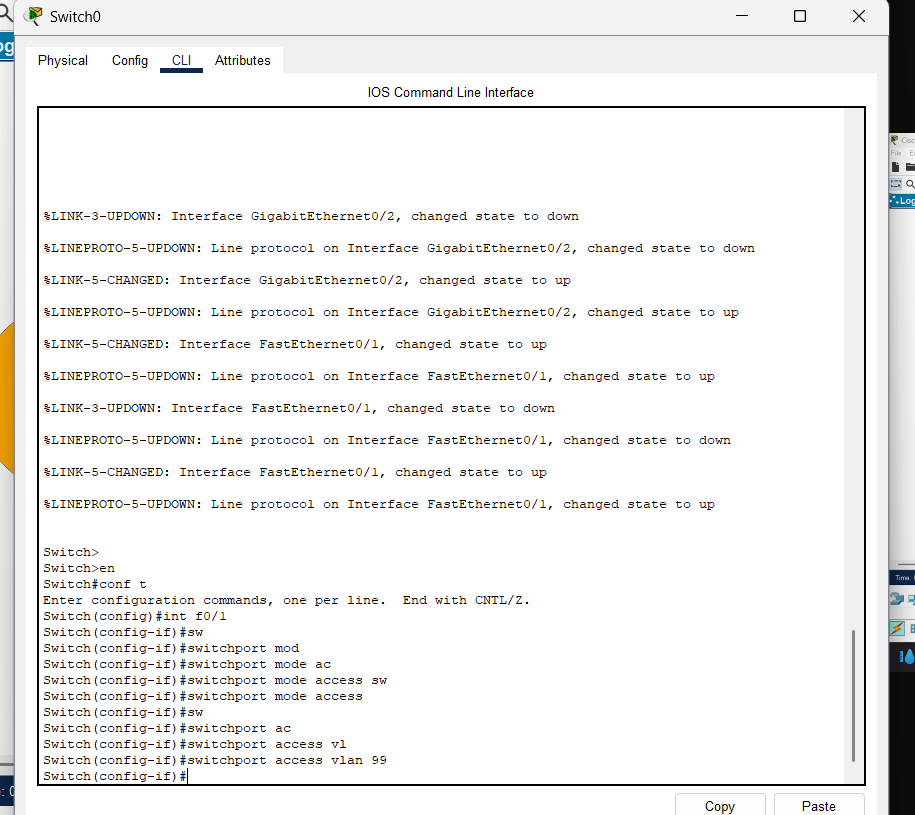 Switch0
Physical Config CLI Attributes
IOS Command Line Interface
%LINK-3-UPDOWN: Interface GigabitEthernet0/2, changed state to down
%LINEPROTO-5-UPDOWN: Line protocol on Interface GigabitEthernet0/2, changed state to down
%LINK-5-CHANGED: Interface GigabitEthernet0/2, changed state to up
%LINEPROTO-5-UPDOWN: Line protocol on Interface GigabitEthernet0/2, changed state to up
%LINK-5-CHANGED: Interface FastEthernet0/1, changed state to up
%LINEPROTO-5-UPDOWN: Line protocol on Interface FastEthernet0/1, changed state to up
%LINK-3-UPDOWN: Interface FastEthernet0/1, changed state to down
%LINEPROTO-5-UPDOWN: Line protocol on Interface FastEthernet0/1, changed state to down
%LINK-5-CHANGED: Interface FastEthernet0/1, changed state to up
%LINEPROTO-5-UPDOWN: Line protocol on Interface FastEthernet0/1, changed state to up
Switch>
Switch>en
Switch#conf t
Enter configuration commands, one per line.  End with CNTL/Z.
Switch(config)#int f0/1
Switch(config-if)#sw
Switch(config-if)#switchport mod
Switch(config-if)#switchport mode ac
Switch(config-if)#switchport mode access sw
Switch(config-if)#switchport mode access
Switch(config-if)#sw
Switch(config-if)#switchport ac
Switch(config-if)#switchport access vl
Switch(config-if)#switchport access vlan 99
Switch(config-if)#
Copy Paste
Time: